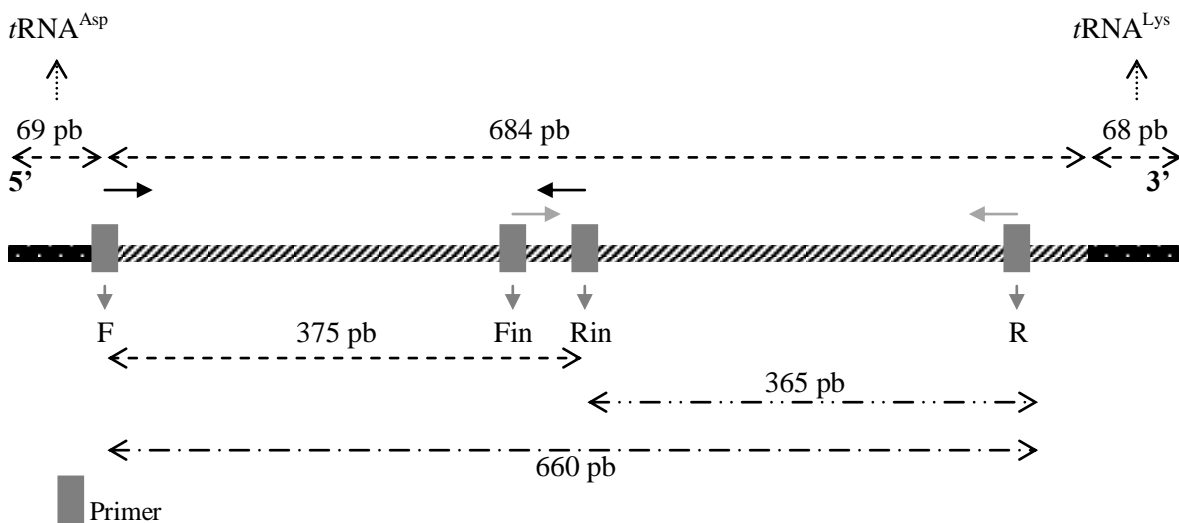 tRNA^Asp tRNA^Lys
69 pb 684 pb 68 pb
5’ 3’
F Fin Rin R
375 pb
365 pb
660 pb
Primer